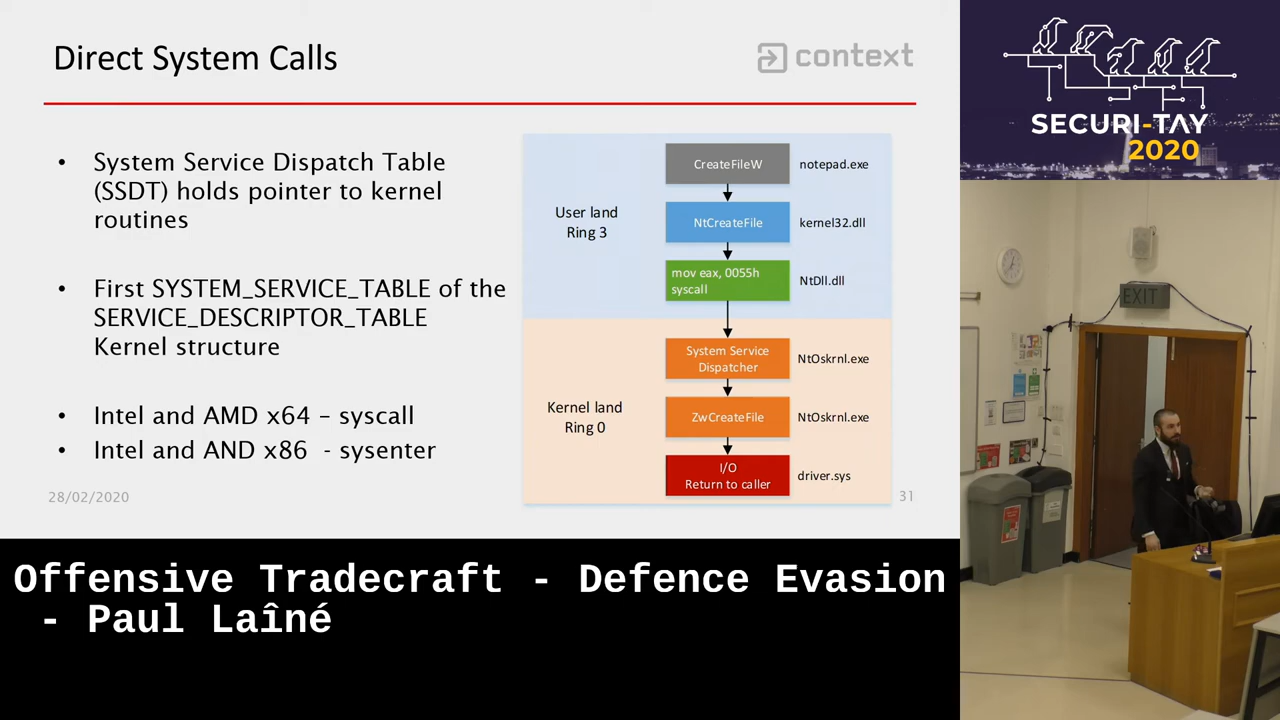 Direct System Calls
context
• System Service Dispatch Table
(SSDT) holds pointer to kernel
routines
• First SYSTEM_SERVICE_TABLE of the
SERVICE_DESCRIPTOR_TABLE
Kernel structure
• Intel and AMD x64 – syscall
• Intel and AND x86 - sysenter
28/02/2020
User land
Ring 3
CreateFileW
notepad.exe
NtCreateFile
kernel32.dll
mov eax, 0055h
syscall
NtDll.dll
Kernel land
Ring 0
System Service
Dispatcher
NtOskrnl.exe
ZwCreateFile
NtOskrnl.exe
I/O
Return to caller
driver.sys
31
SECURI-TAY
2020
EXIT
Offensive Tradecraft - Defence Evasion
- Paul Laîné